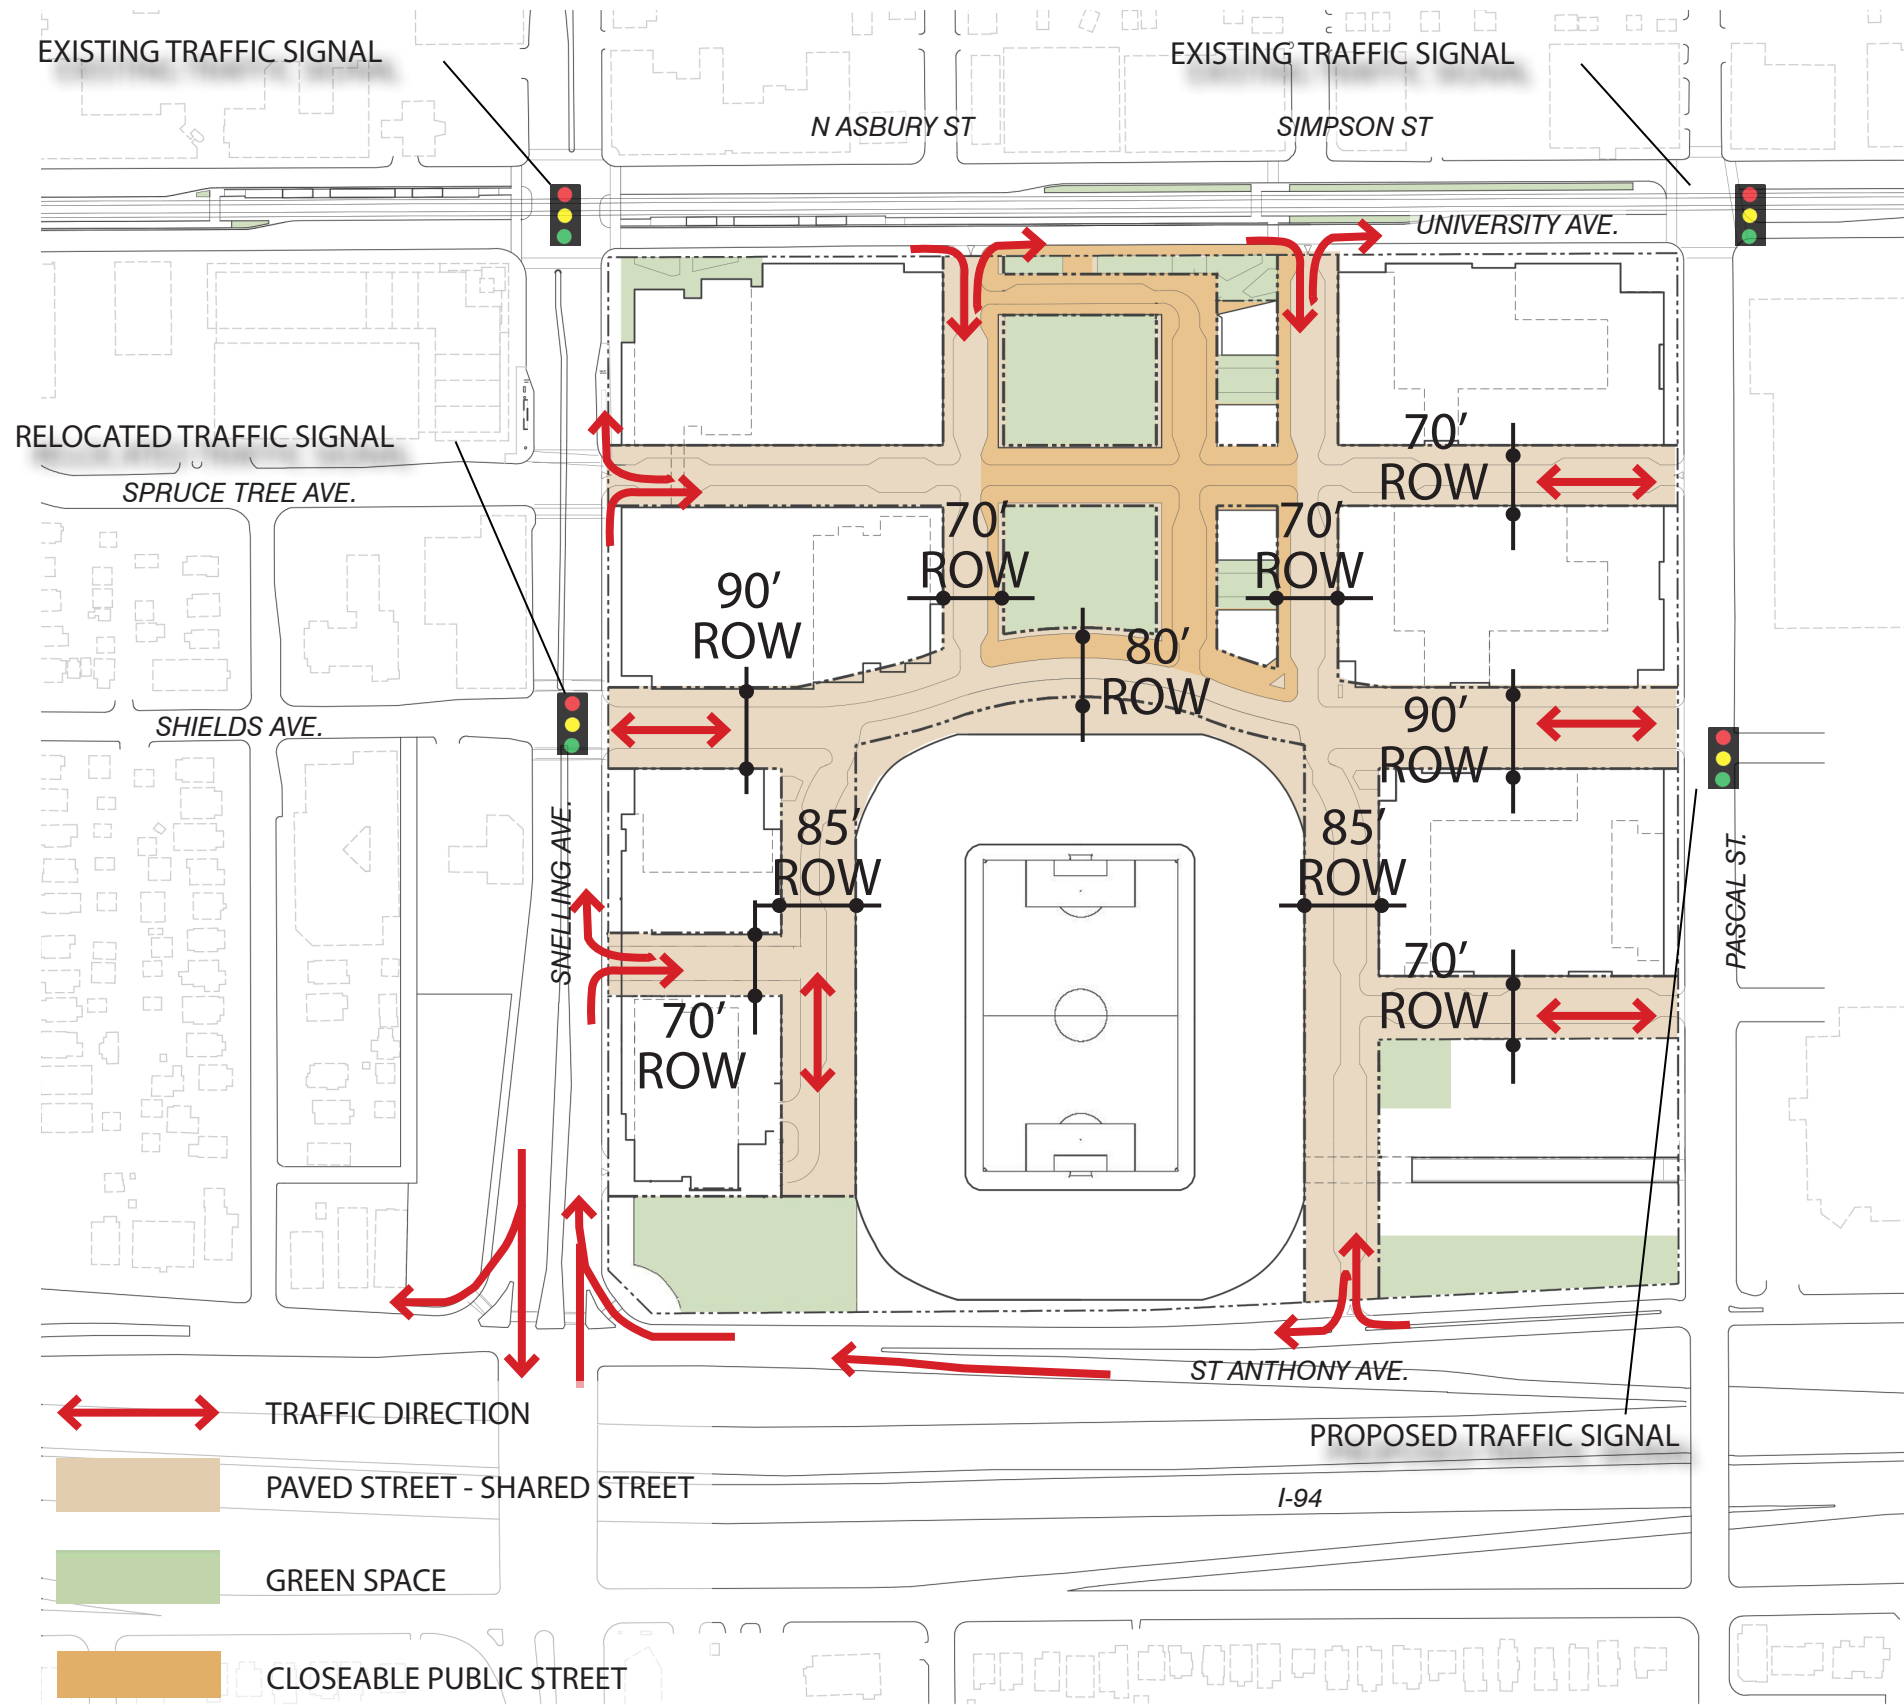 EXISTING TRAFFIC SIGNAL
EXISTING TRAFFIC SIGNAL
N ASBURY ST
SIMPSON ST
UNIVERSITY AVE.
RELOCATED TRAFFIC SIGNAL
SPRUCE TREE AVE.
70'
ROW
70'
ROW
70'
ROW
90'
ROW
80'
ROW
SHIELDS AVE.
90'
ROW
SNELLING AVE.
85'
ROW
85'
ROW
PASCAL ST.
70'
ROW
70'
ROW
ST ANTHONY AVE.
TRAFFIC DIRECTION
PROPOSED TRAFFIC SIGNAL
PAVED STREET - SHARED STREET
I-94
GREEN SPACE
CLOSEABLE PUBLIC STREET